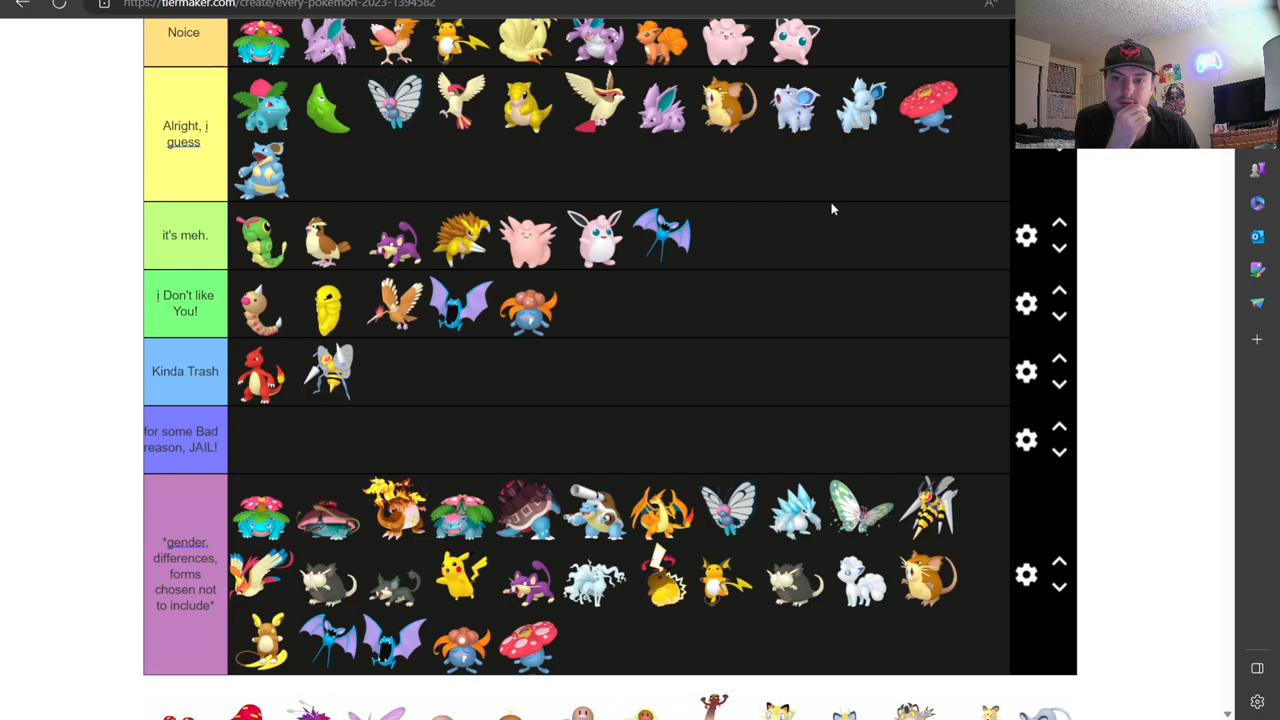 https://tiermaker.com/create/every-pokemon-2023-1394582
A
Noice
Alright, i
guess
it's meh.
i Don't like
You!
Kinda Trash
for some Bad
reason, JAIL!
*gender,
differences,
forms
chosen not
to include*